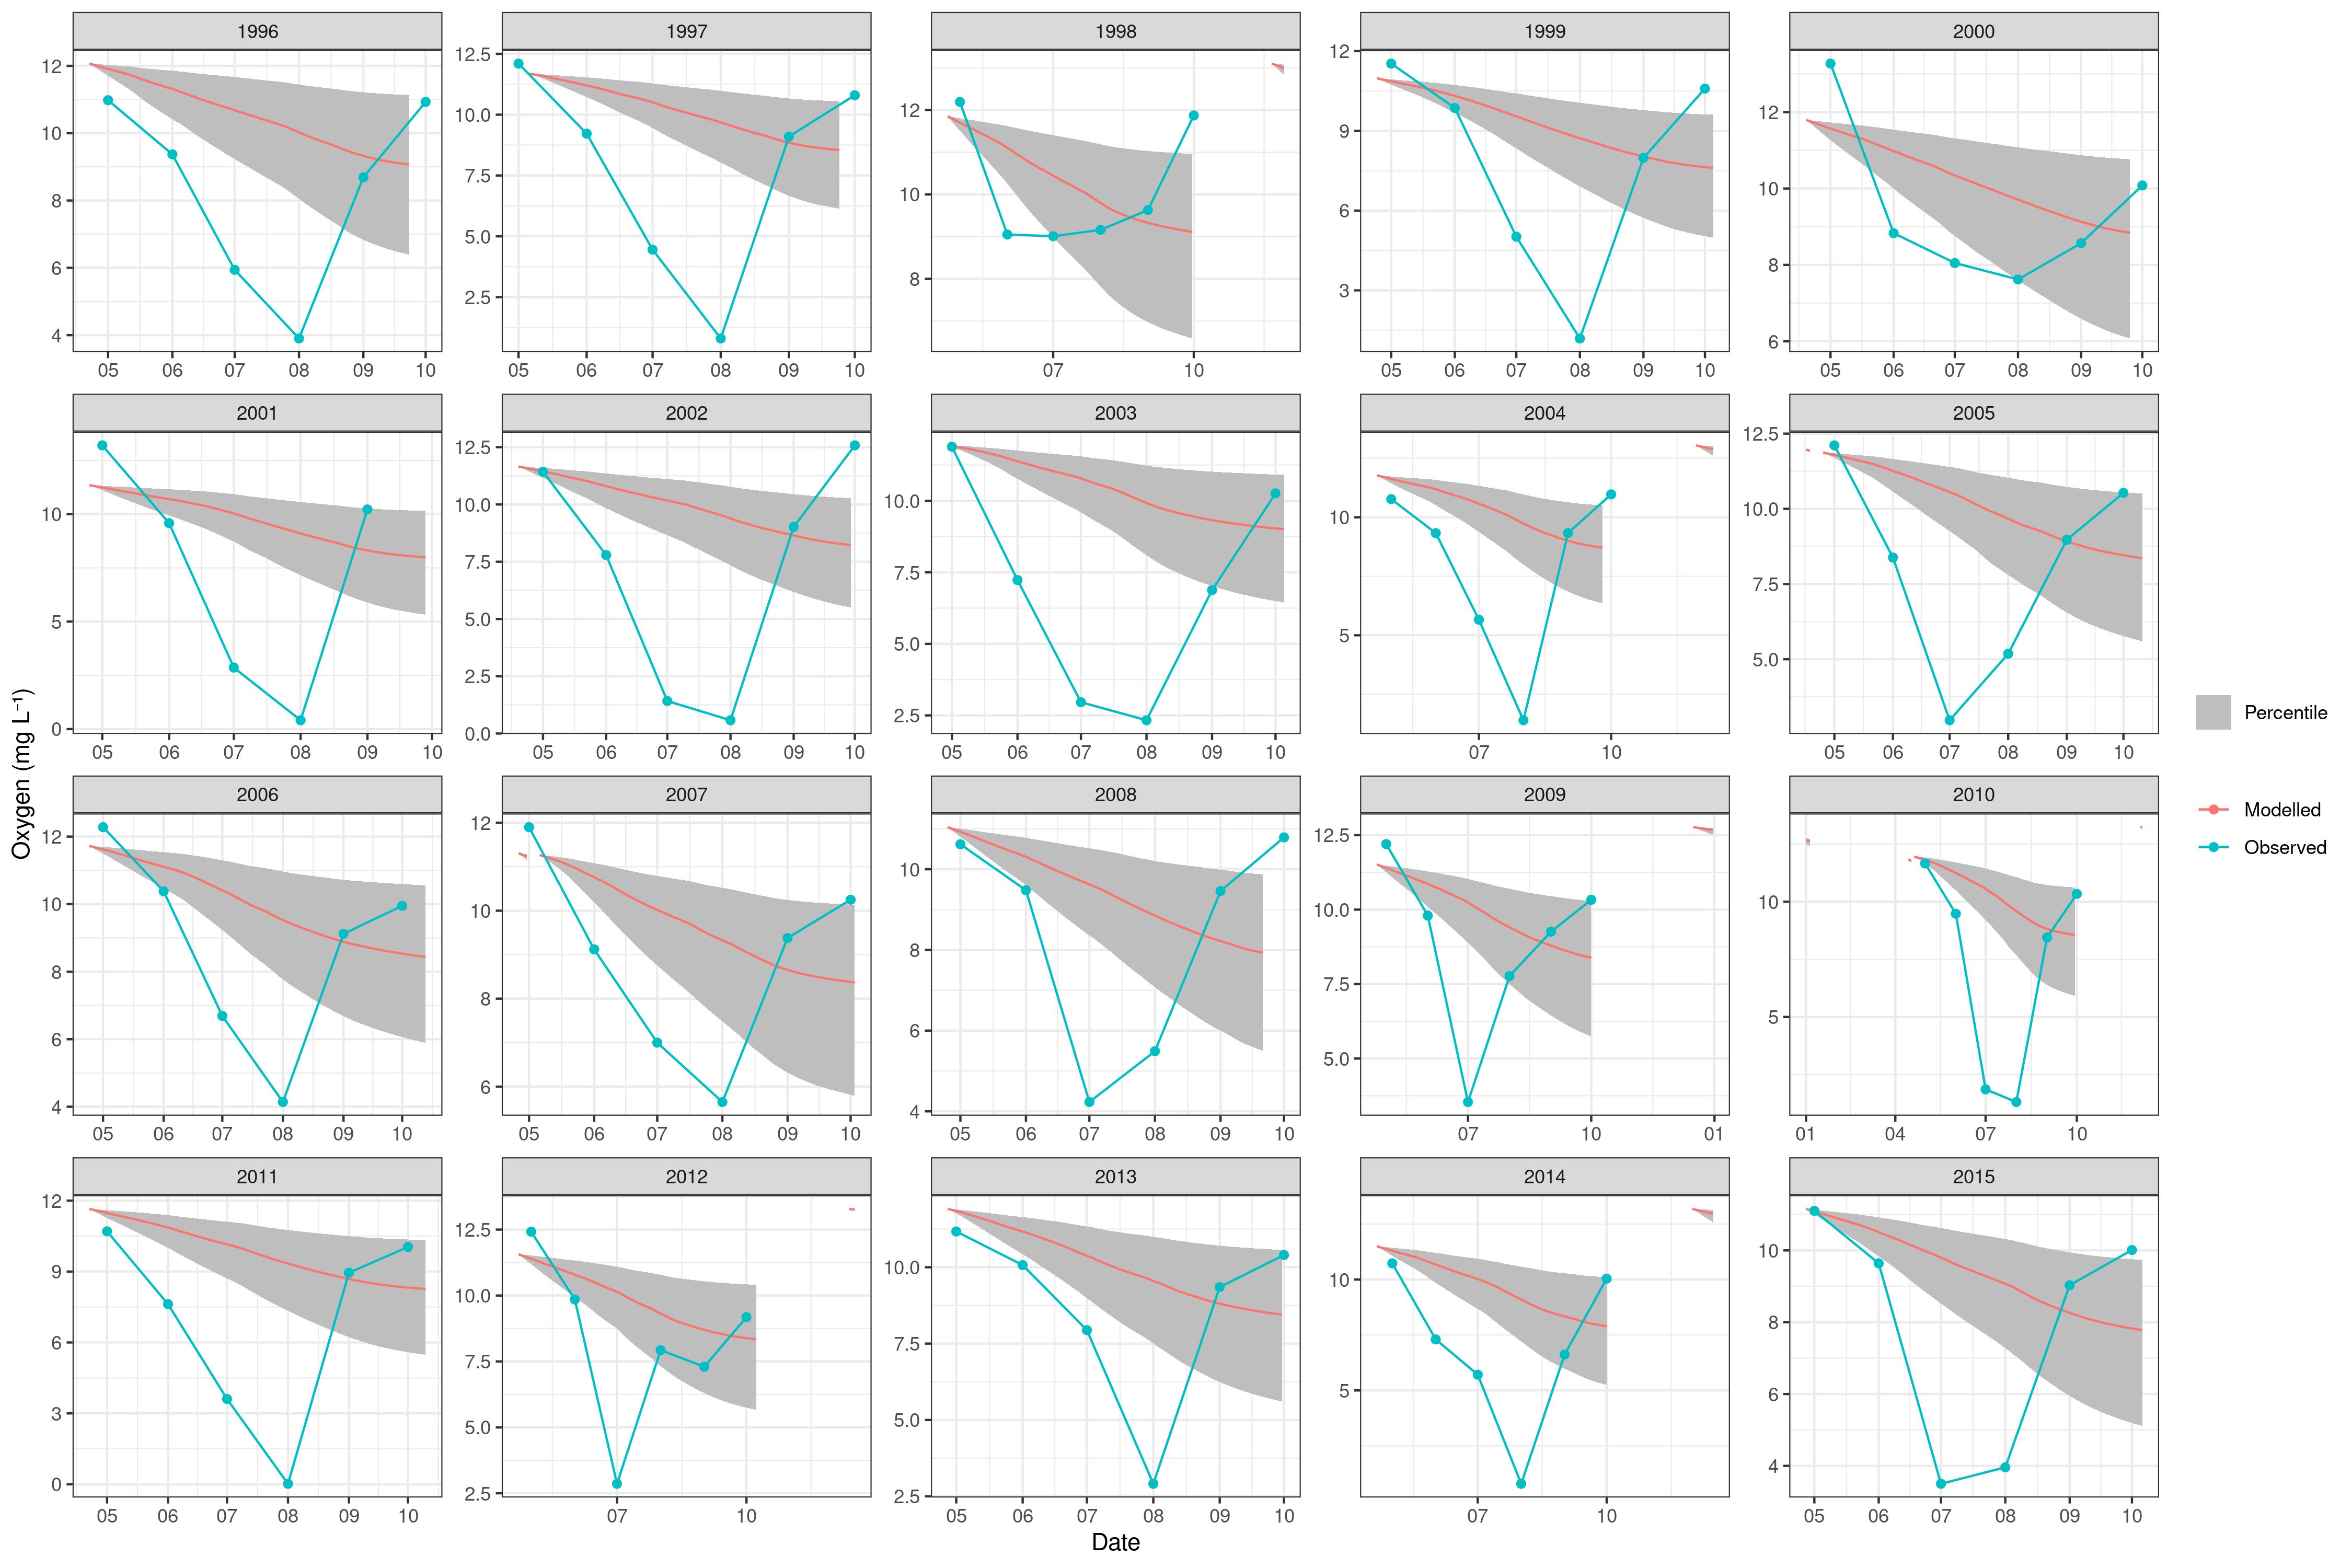 1996 1997 1998 1999 2000
12 10 8 6 4
12.5 10.0 7.5 5.0 2.5
12 10 8
12 9 6 3
12 10 8 6
05 06 07 08 09 10
05 06 07 08 09 10
07 10
05 06 07 08 09 10
05 06 07 08 09 10
2001 2002 2003 2004 2005
10 5 0
12.5 10.0 7.5 5.0 2.5 0.0
10.0 7.5 5.0 2.5
10 5
12.5 10.0 7.5 5.0
05 06 07 08 09 10
05 06 07 08 09 10
05 06 07 08 09 10
07 10
05 06 07 08 09 10
2006 2007 2008 2009 2010
12 10 8 6 4
12 10 8 6
10 8 6 4
12.5 10.0 7.5 5.0
10 5
05 06 07 08 09 10
05 06 07 08 09 10
05 06 07 08 09 10
07 10 01
01 04 07 10
2011 2012 2013 2014 2015
12 9 6 3 0
12.5 10.0 7.5 5.0 2.5
10.0 7.5 5.0 2.5
10 5
10 8 6 4
05 06 07 08 09 10
07 10
05 06 07 08 09 10
07 10
05 06 07 08 09 10
Oxygen (mg L⁻¹)
Date
Percentile
Modelled
Observed